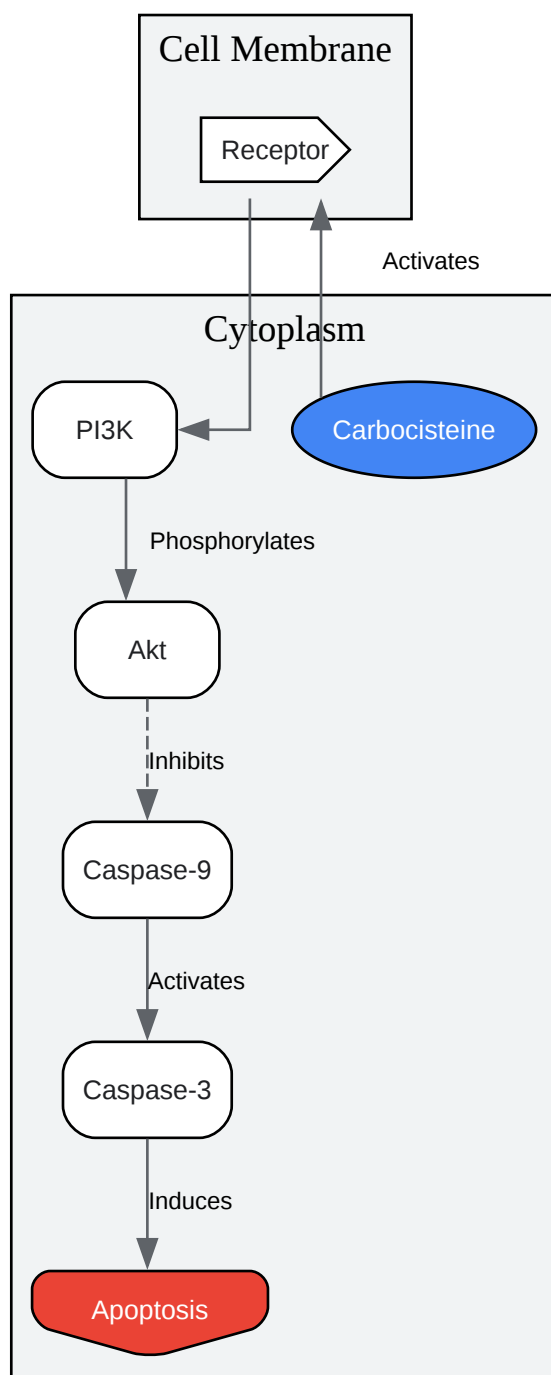 Cell Membrane
Receptor
Activates
Cytoplasm
PI3K
Carbocisteine
Phosphorylates
Akt
Inhibits
Caspase-9
Activates
Caspase-3
Induces
Apoptosis